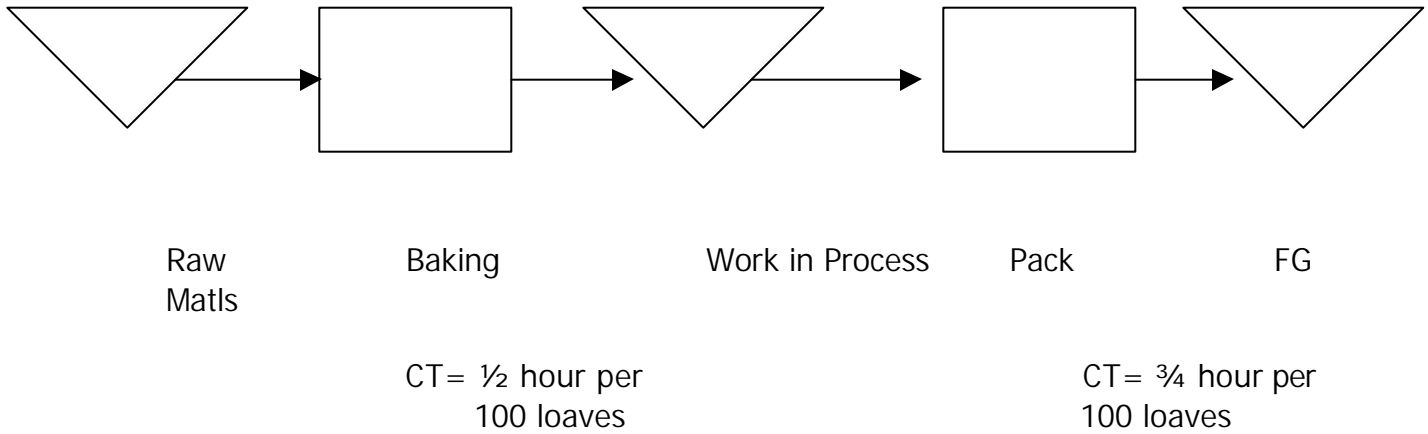 Raw
Matls
Baking
Work in Process
Pack
FG
CT= ½ hour per
100 loaves
CT= ¾ hour per
100 loaves